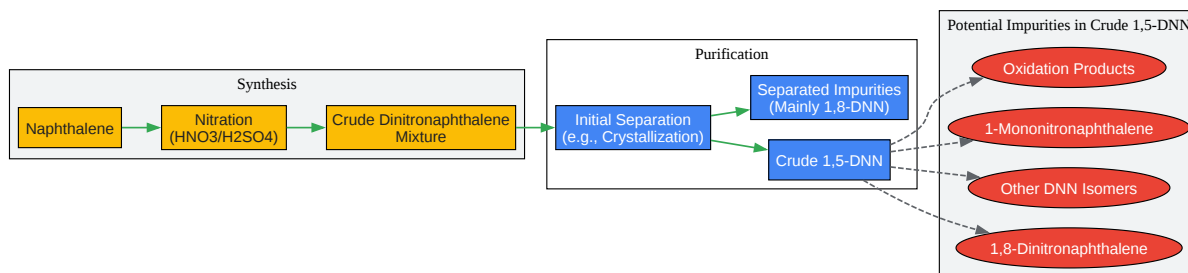 Synthesis
Naphthalene
Nitration
(HNO3/H2SO4)
Crude Dinitronaphthalene
Mixture
Purification
Initial Separation
(e.g., Crystallization)
Separated Impurities
(Mainly 1,8-DNN)
Crude 1,5-DNN
Potential Impurities in Crude 1,5-DNN
Oxidation Products
1-Mononitronaphthalene
Other DNN Isomers
1,8-Dinitronaphthalene